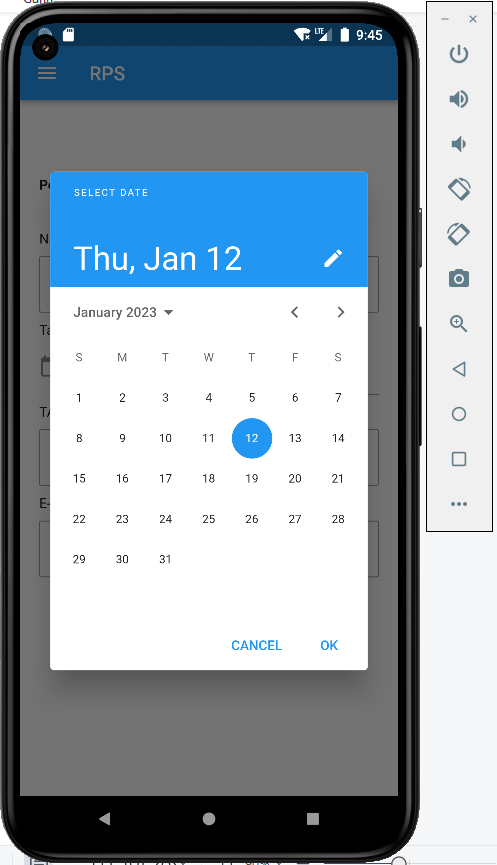 LTE 9:45
RPS
SELECT DATE
Thu, Jan 12
January 2023
S M T W T F S
1 2 3 4 5 6 7
8 9 10 11 12 13 14
15 16 17 18 19 20 21
22 23 24 25 26 27 28
29 30 31
CANCEL OK